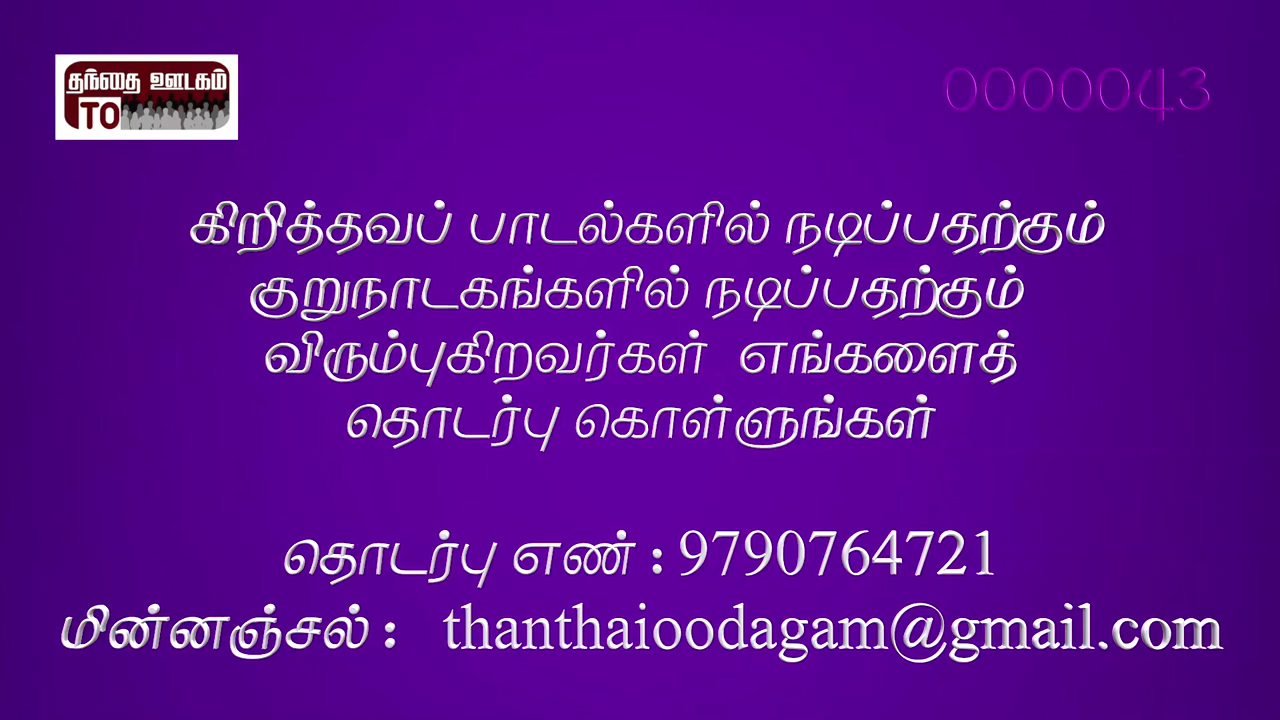 தந்தை ஊடகம்
TO
0000043
கிறித்தவப் பாடல்களில் நடிப்பதற்கும்
குறுநாடகங்களில் நடிப்பதற்கும்
விரும்புகிறவர்கள் எங்களைத்
தொடர்பு கொள்ளுங்கள்
தொடர்பு எண் : 9790764721
மின்னஞ்சல் : thanthaioodagam@gmail.com